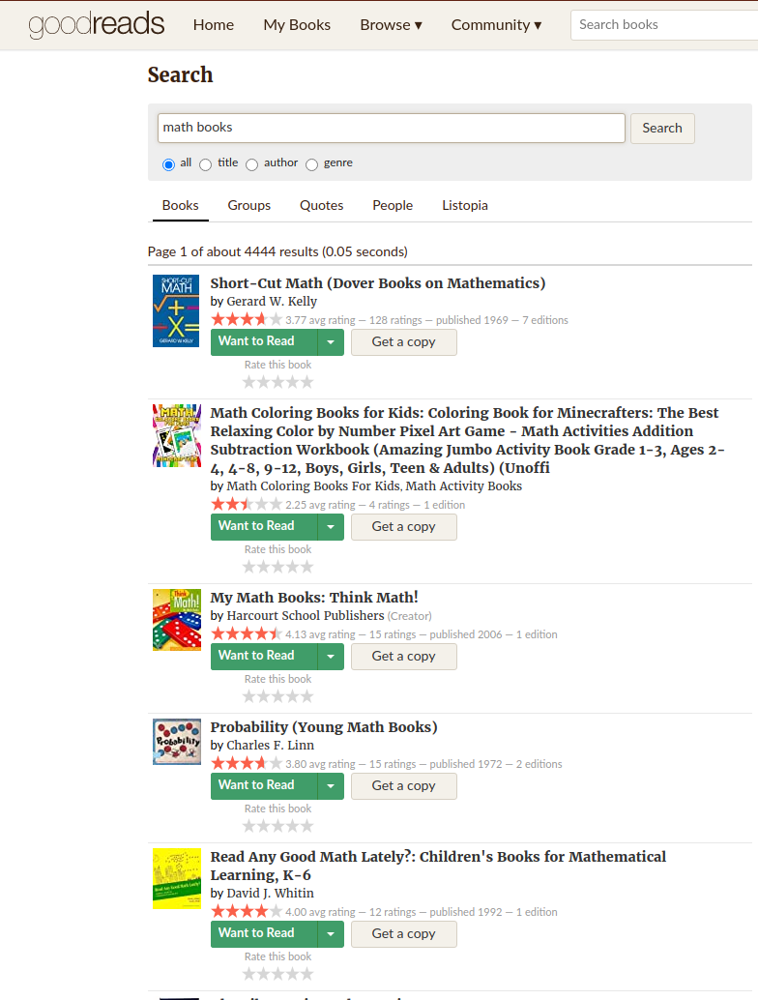 goodreads Home My Books Browse ▾ Community ▾ Search books
Search
math books Search
all title author genre
Books Groups Quotes People Listopia
Page 1 of about 4444 results (0.05 seconds)
SHORT-CUT
MATH
GERARD W. KELLY
Short-Cut Math (Dover Books on Mathematics)
by Gerard W. Kelly
3.77 avg rating — 128 ratings — published 1969 — 7 editions
Want to Read Get a copy
Rate this book
MATH
Math Coloring Books for Kids: Coloring Book for Minecrafters: The Best
Relaxing Color by Number Pixel Art Game - Math Activities Addition
Subtraction Workbook (Amazing Jumbo Activity Book Grade 1-3, Ages 2-
4, 4-8, 9-12, Boys, Girls, Teen & Adults) (Unoffi
by Math Coloring Books For Kids, Math Activity Books
2.25 avg rating — 4 ratings — 1 edition
Want to Read Get a copy
Rate this book
Think
Math!
My Math Books: Think Math!
by Harcourt School Publishers (Creator)
4.13 avg rating — 15 ratings — published 2006 — 1 edition
Want to Read Get a copy
Rate this book
Probability
Probability (Young Math Books)
by Charles F. Linn
3.80 avg rating — 15 ratings — published 1972 — 2 editions
Want to Read Get a copy
Rate this book
Read Any Good Math Lately?
Read Any Good Math Lately?: Children's Books for Mathematical
Learning, K-6
by David J. Whitin
4.00 avg rating — 12 ratings — published 1992 — 1 edition
Want to Read Get a copy
Rate this book